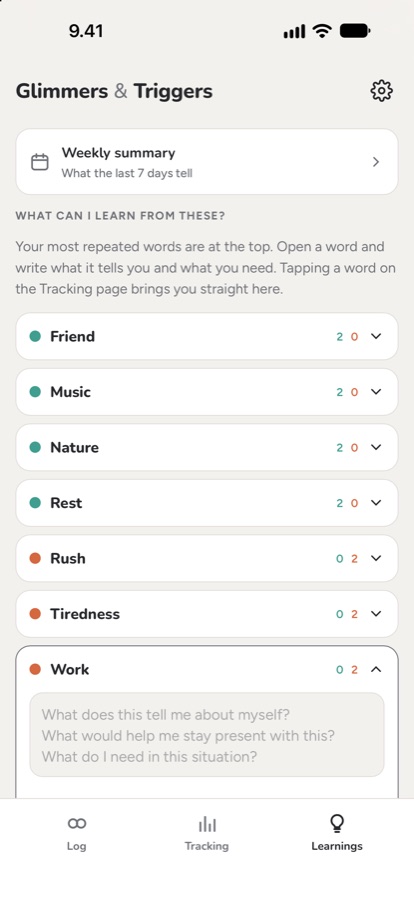 9.41
Glimmers & Triggers
Weekly summary
What the last 7 days tell
WHAT CAN I LEARN FROM THESE?
Your most repeated words are at the top. Open a word and
write what it tells you and what you need. Tapping a word on
the Tracking page brings you straight here.
Friend 2 0
Music 2 0
Nature 2 0
Rest 2 0
Rush 0 2
Tiredness 0 2
Work 0 2
What does this tell me about myself?
What would help me stay present with this?
What do I need in this situation?
Log Tracking Learnings